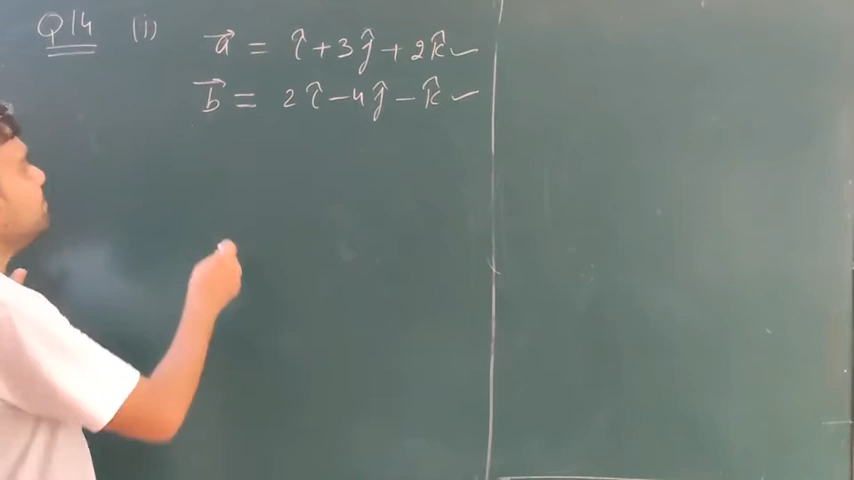 Q14 (i) a⃗ = î + 3ĵ + 2k̂ ✓
b⃗ = 2î - 4ĵ - k̂ ✓